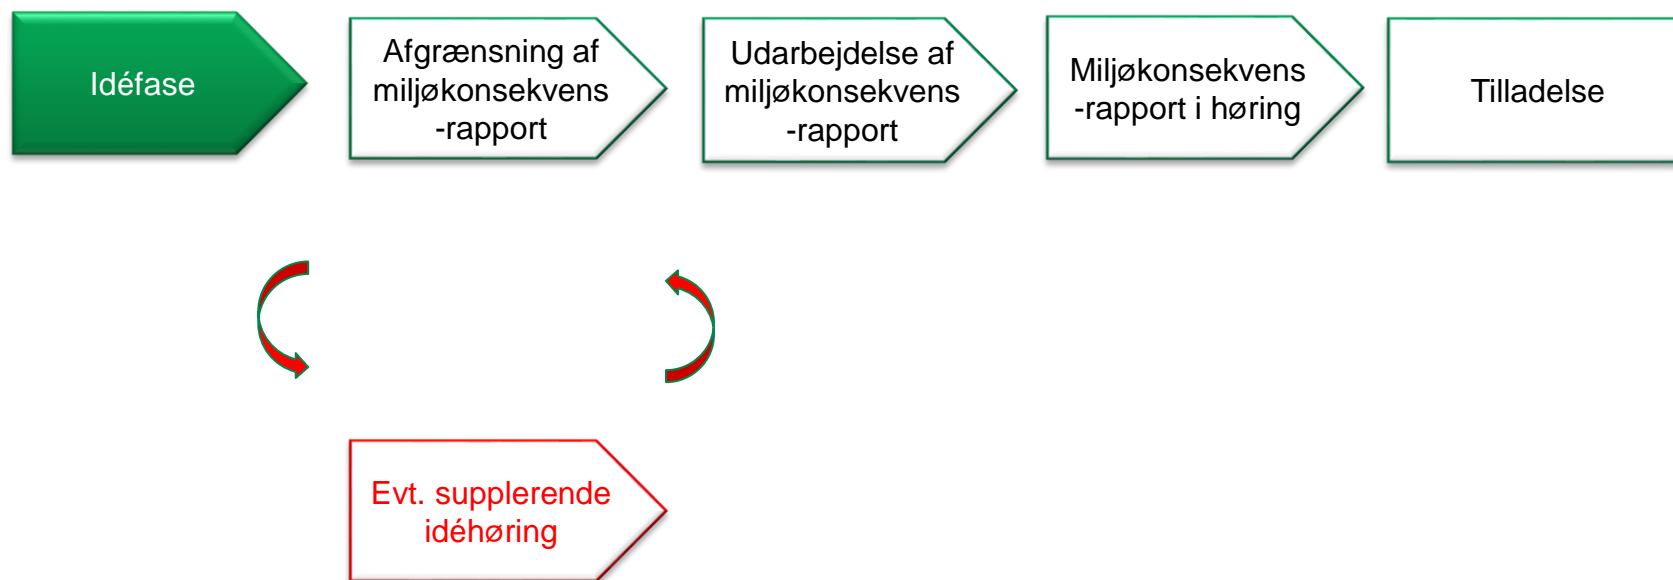 Idéfase
Afgrænsning af
miljøkonsekvens
-rapport
Udarbejdelse af
miljøkonsekvens
-rapport
Miljøkonsekvens
-rapport i høring
Tilladelse
Evt. supplerende
idéhøring